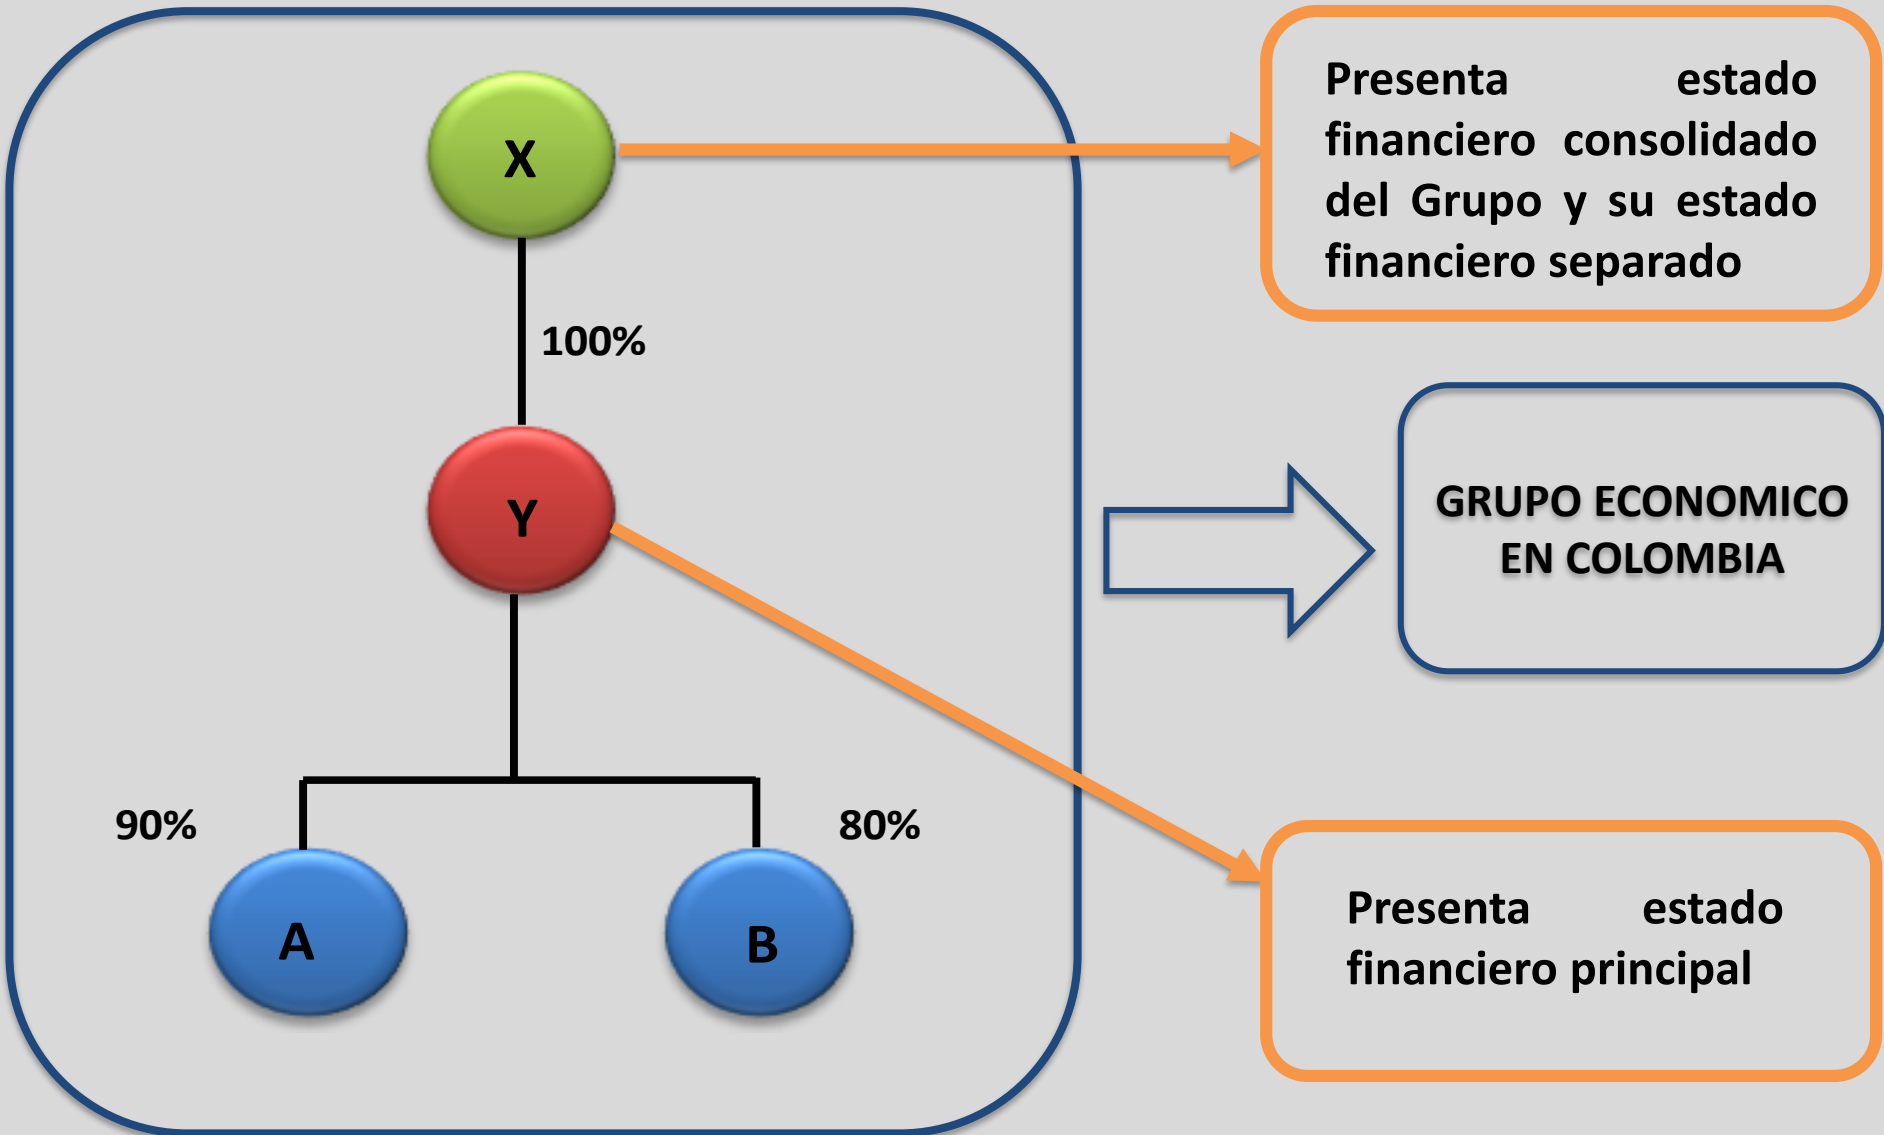 X
Presenta estado
financiero consolidado
del Grupo y su estado
financiero separado
100%
Y
GRUPO ECONOMICO
EN COLOMBIA
90%
80%
A
B
Presenta estado
financiero principal